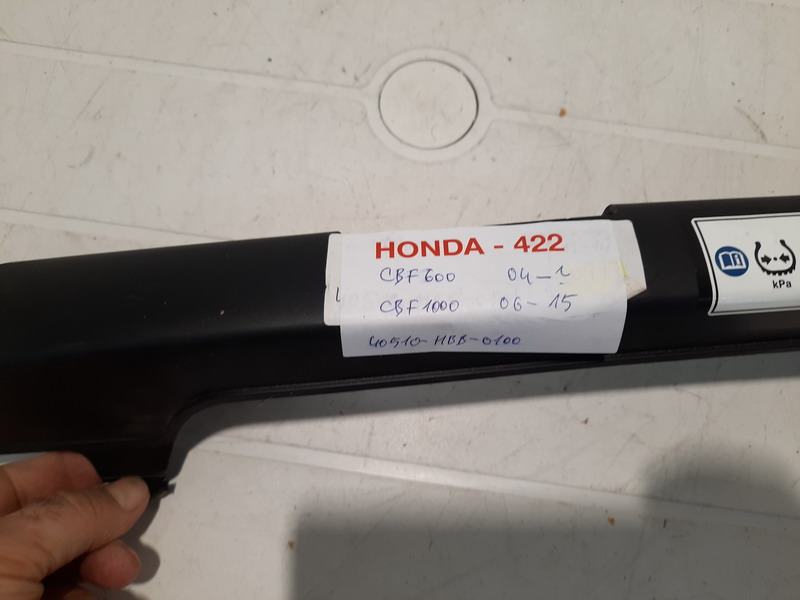 HONDA - 422
CBF600 04-
CBF1000 06-15
40510-HBB-0100
kPa